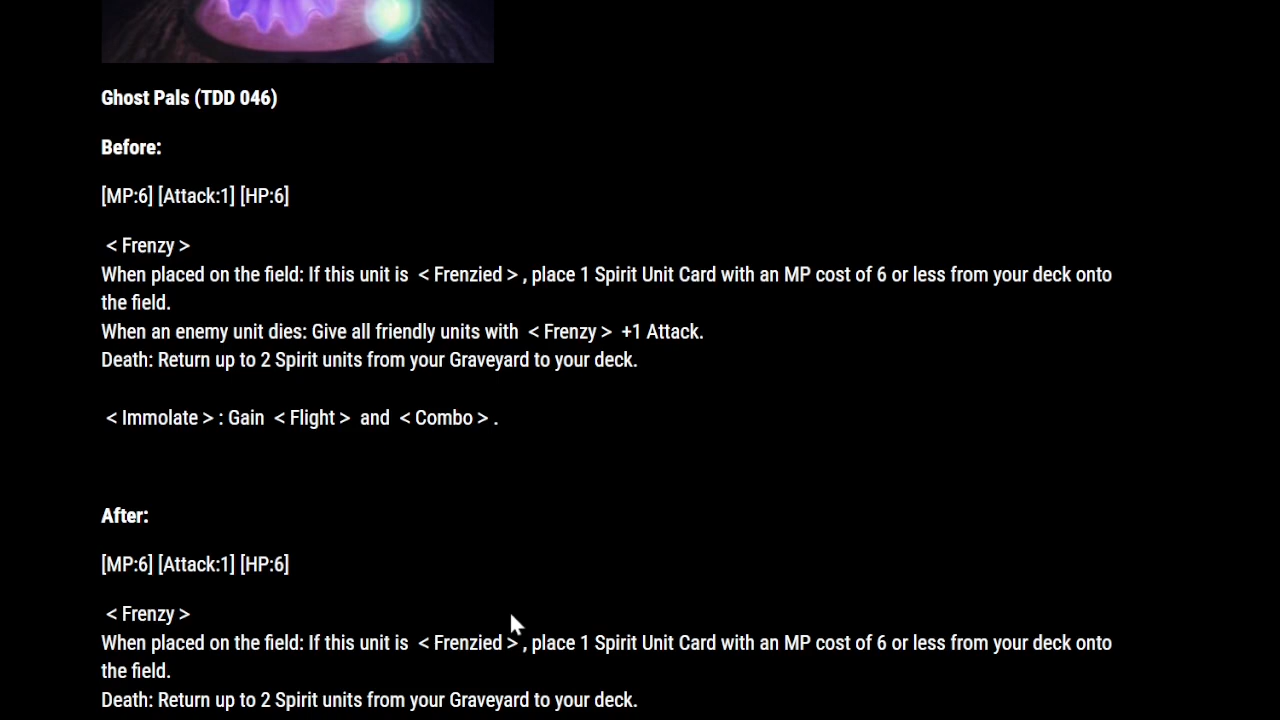 Ghost Pals (TDD 046)
Before:
[MP:6] [Attack:1] [HP:6]
< Frenzy >
When placed on the field: If this unit is < Frenzied > , place 1 Spirit Unit Card with an MP cost of 6 or less from your deck onto
the field.
When an enemy unit dies: Give all friendly units with < Frenzy > +1 Attack.
Death: Return up to 2 Spirit units from your Graveyard to your deck.
< Immolate > : Gain < Flight > and < Combo > .
After:
[MP:6] [Attack:1] [HP:6]
< Frenzy >
When placed on the field: If this unit is < Frenzied > , place 1 Spirit Unit Card with an MP cost of 6 or less from your deck onto
the field.
Death: Return up to 2 Spirit units from your Graveyard to your deck.